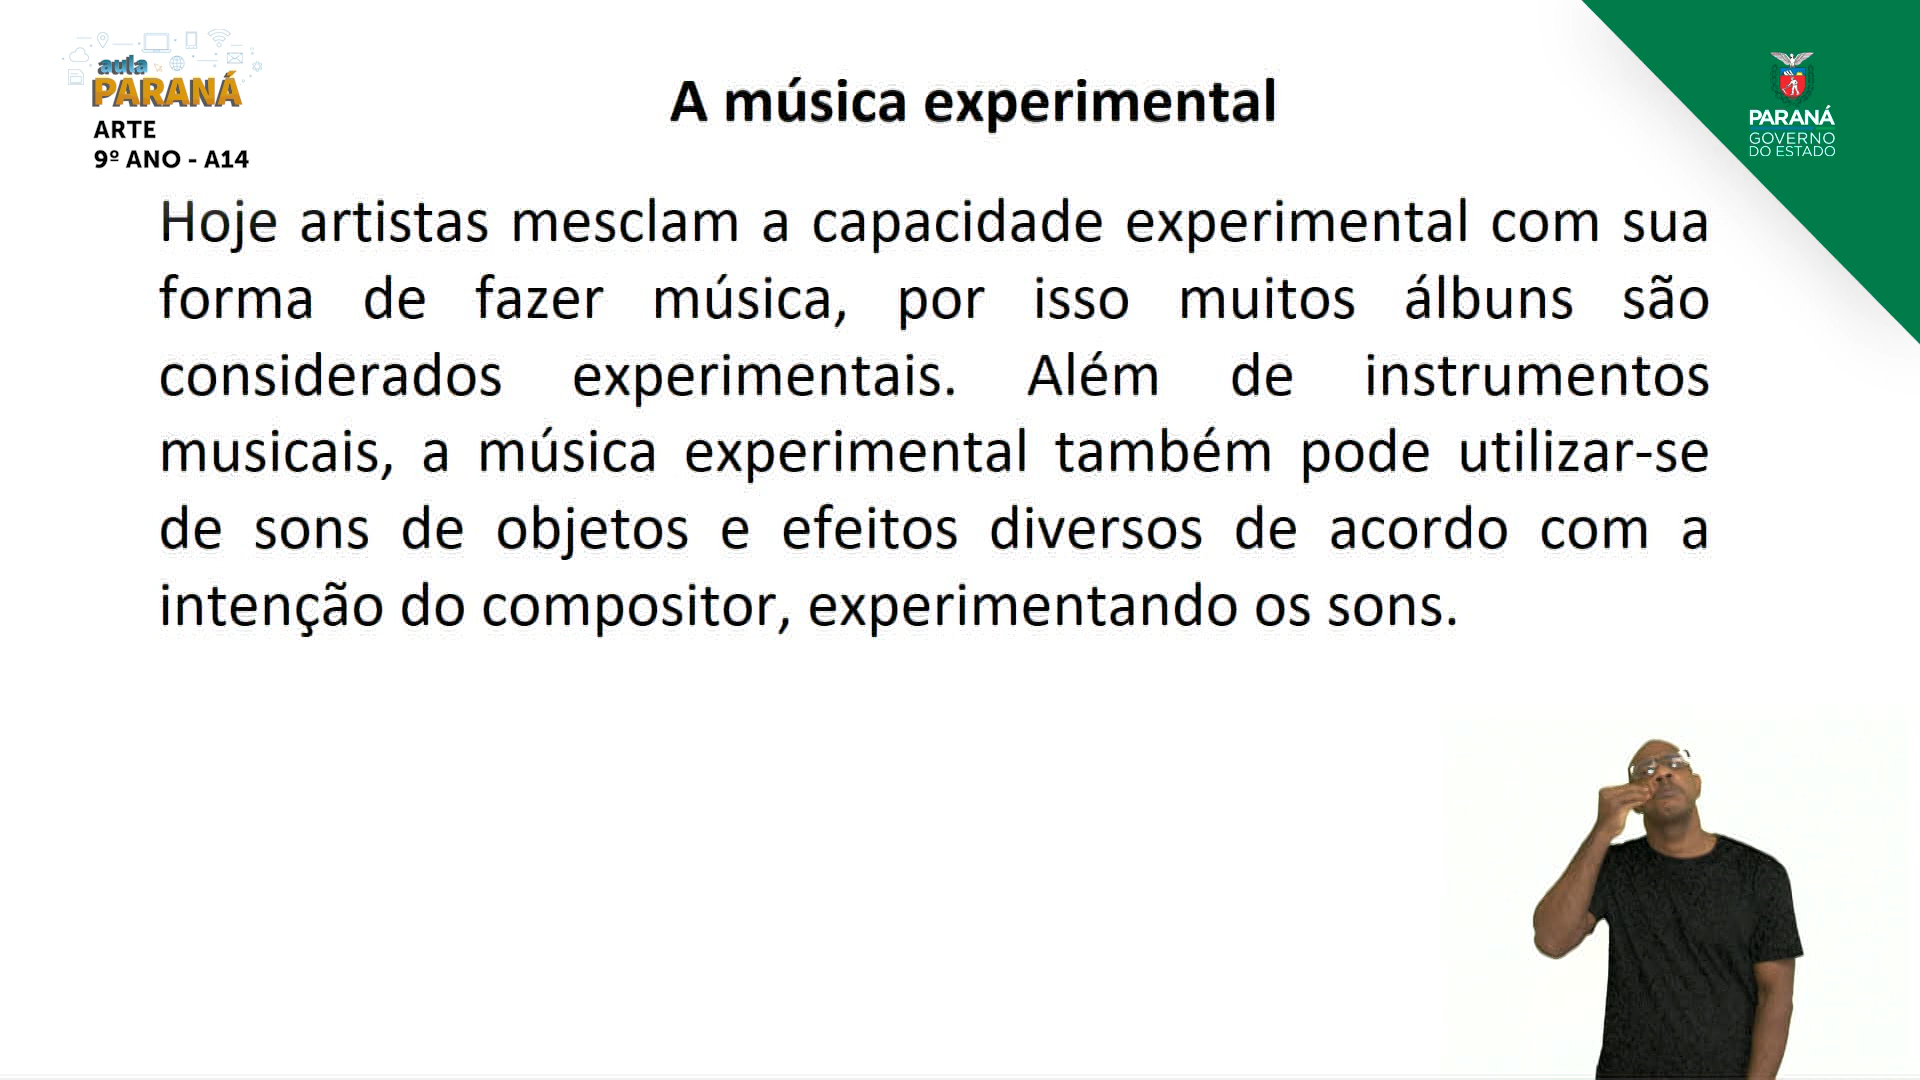 aula
PARANÁ
ARTE
9º ANO - A14
A música experimental
PARANÁ
GOVERNO
DO ESTADO
Hoje artistas mesclam a capacidade experimental com sua
forma de fazer música, por isso muitos álbuns são
considerados experimentais. Além de instrumentos
musicais, a música experimental também pode utilizar-se
de sons de objetos e efeitos diversos de acordo com a
intenção do compositor, experimentando os sons.